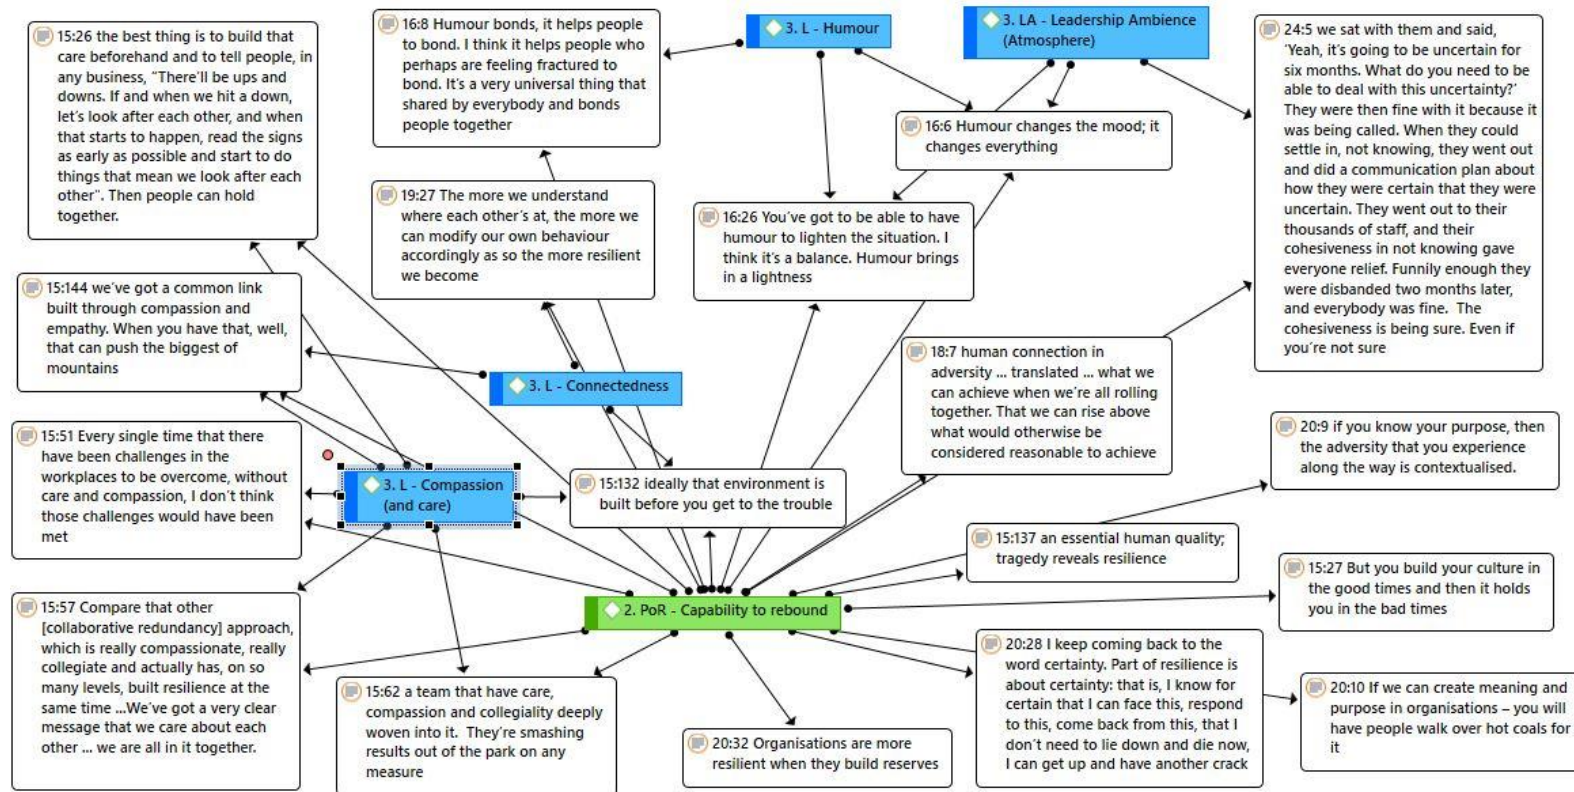 15:26 the best thing is to build that
care beforehand and to tell people, in
any business, "There'll be ups and
downs. If and when we hit a down,
let's look after each other, and when
that starts to happen, read the signs
as early as possible and start to do
things that mean we look after each
other". Then people can hold
together.
16:8 Humour bonds, it helps people
to bond. I think it helps people who
perhaps are feeling fractured to
bond. It's a very universal thing that
shared by everybody and bonds
people together
3. L - Humour
3. LA - Leadership Ambience
(Atmosphere)
24:5 we sat with them and said,
'Yeah, it's going to be uncertain for
six months. What do you need to be
able to deal with this uncertainty?'
They were then fine with it because it
was being called. When they could
settle in, not knowing, they went out
and did a communication plan about
how they were certain that they were
uncertain. They went out to their
thousands of staff, and their
cohesiveness in not knowing gave
everyone relief. Funnily enough they
were disbanded two months later,
and everybody was fine. The
cohesiveness is being sure. Even if
you're not sure
16:6 Humour changes the mood; it
changes everything
19:27 The more we understand
where each other's at, the more we
can modify our own behaviour
accordingly as so the more resilient
we become
16:26 You've got to be able to have
humour to lighten the situation. I
think it's a balance. Humour brings
in a lightness
15:144 we've got a common link
built through compassion and
empathy. When you have that, well,
that can push the biggest of
mountains
3. L - Connectedness
18:7 human connection in
adversity ... translated ... what we
can achieve when we're all rolling
together. That we can rise above
what would otherwise be
considered reasonable to achieve
20:9 if you know your purpose, then
the adversity that you experience
along the way is contextualised.
15:51 Every single time that there
have been challenges in the
workplaces to be overcome, without
care and compassion, I don't think
those challenges would have been
met
3. L - Compassion
(and care)
15:132 ideally that environment is
built before you get to the trouble
15:137 an essential human quality;
tragedy reveals resilience
15:27 But you build your culture in
the good times and then it holds
you in the bad times
2. PoR - Capability to rebound
15:57 Compare that other
[collaborative redundancy] approach,
which is really compassionate, really
collegiate and actually has, on so
many levels, built resilience at the
same time ...We've got a very clear
message that we care about each
other ... we are all in it together.
15:62 a team that have care,
compassion and collegiality deeply
woven into it. They're smashing
results out of the park on any
measure
20:32 Organisations are more
resilient when they build reserves
20:28 I keep coming back to the
word certainty. Part of resilience is
about certainty: that is, I know for
certain that I can face this, respond
to this, come back from this, that I
don't need to lie down and die now,
I can get up and have another crack
20:10 If we can create meaning and
purpose in organisations – you will
have people walk over hot coals for
it